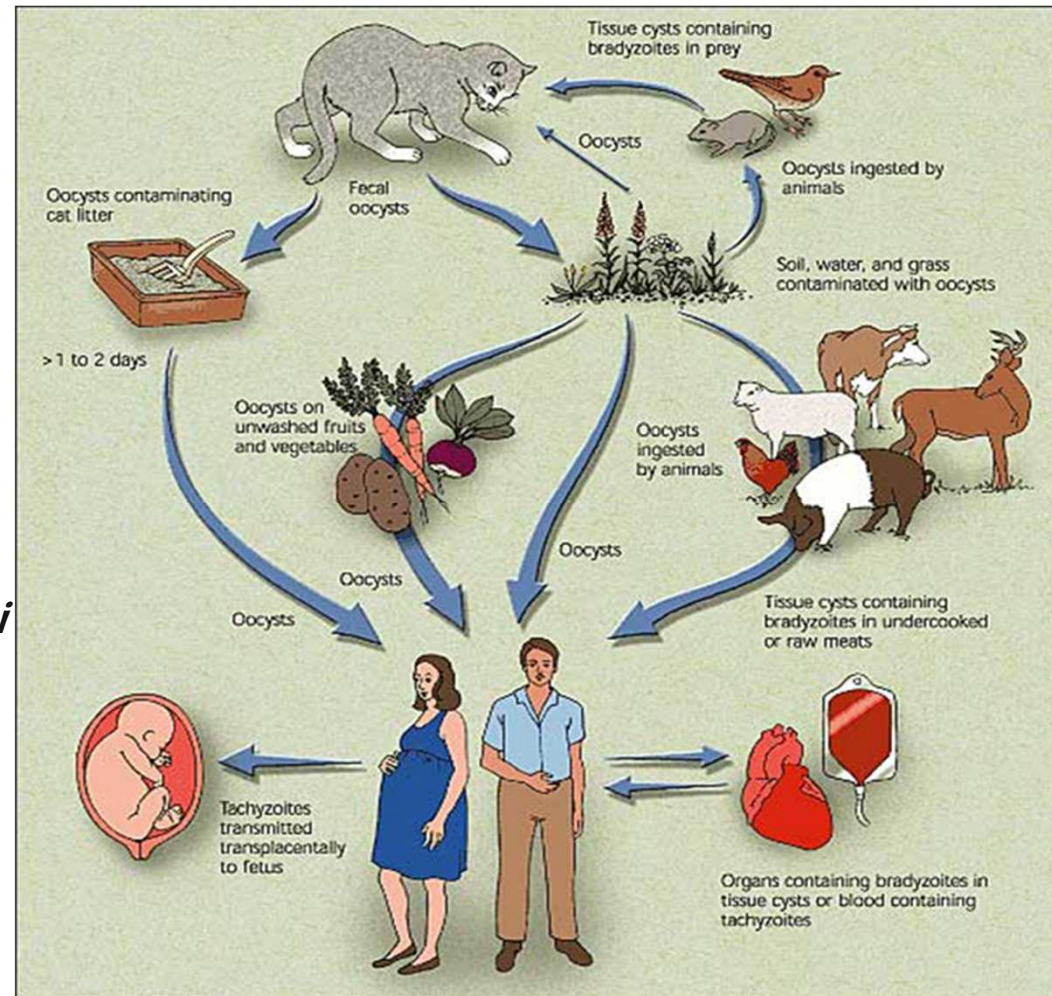 Tissue cysts containing
bradyzoites in prey
Oocysts
Oocysts ingested by
animals
Oocysts contaminating
cat litter
Fecal
oocysts
Soil, water, and grass
contaminated with oocysts
> 1 to 2 days
Oocysts on
unwashed fruits
and vegetables
Oocysts
ingested
by animals
Oocysts
Oocysts
Oocysts
Tissue cysts containing
bradyzoites in undercooked
or raw meats
i
Tachyzoites
transmitted
transplacentally
to fetus
Organs containing bradyzoites in
tissue cysts or blood containing
tachyzoites